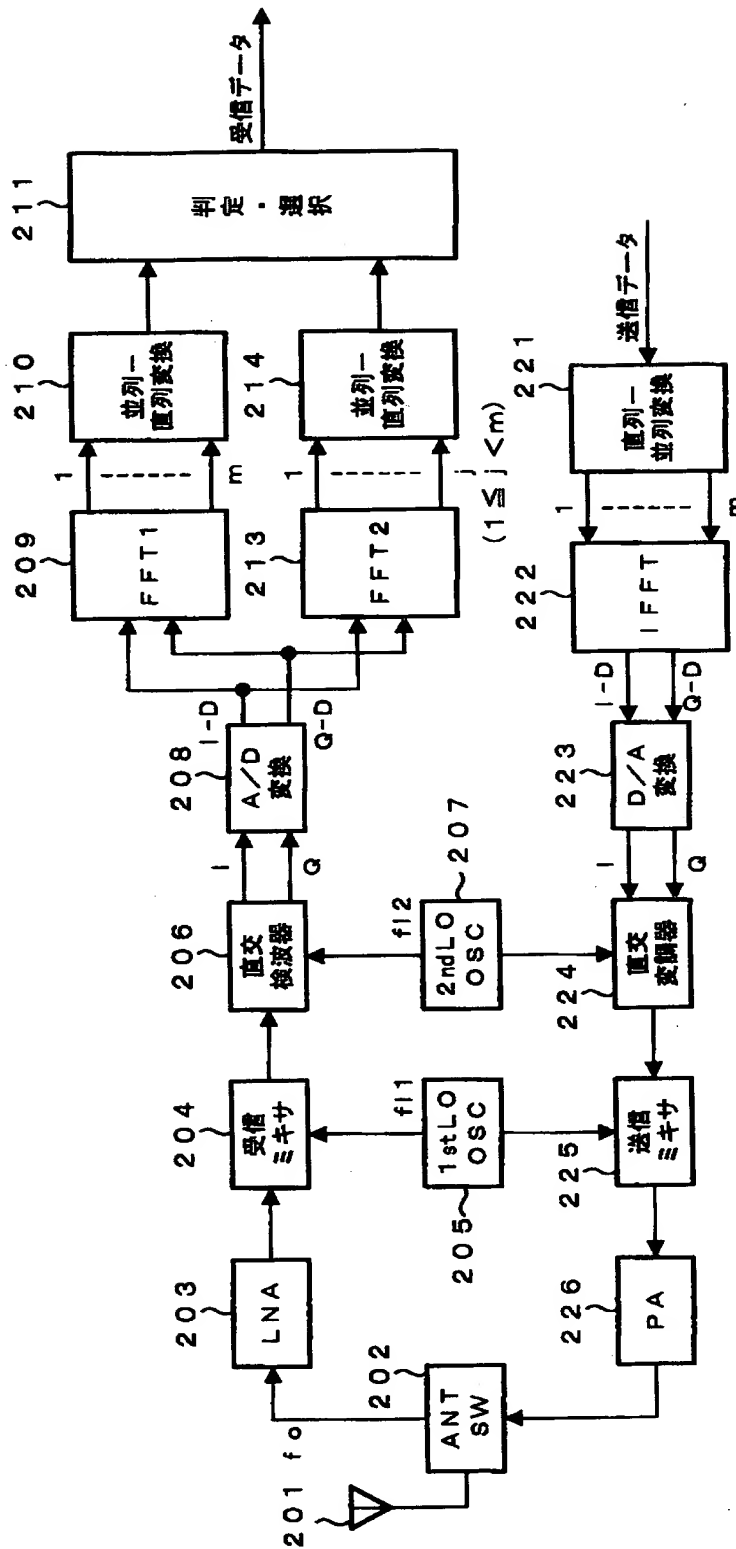 201
f0
ANT
SW
202
LNA
203
受信
ミキサ
204
1stLO
OSC
205
fl1
直交
検波器
206
2ndLO
OSC
207
fl2
I
Q
A/D
変換
208
I-D
Q-D
FFT1
209
1
m
並列ー
直列変換
210
判定・選択
211
受信データ
FFT2
213
1
j
(1≦j<m)
並列ー
直列変換
214
送信データ
直列ー
並列変換
221
1
m
IFFT
222
I-D
Q-D
D/A
変換
223
I
Q
直交
変調器
224
送信
ミキサ
225
PA
226